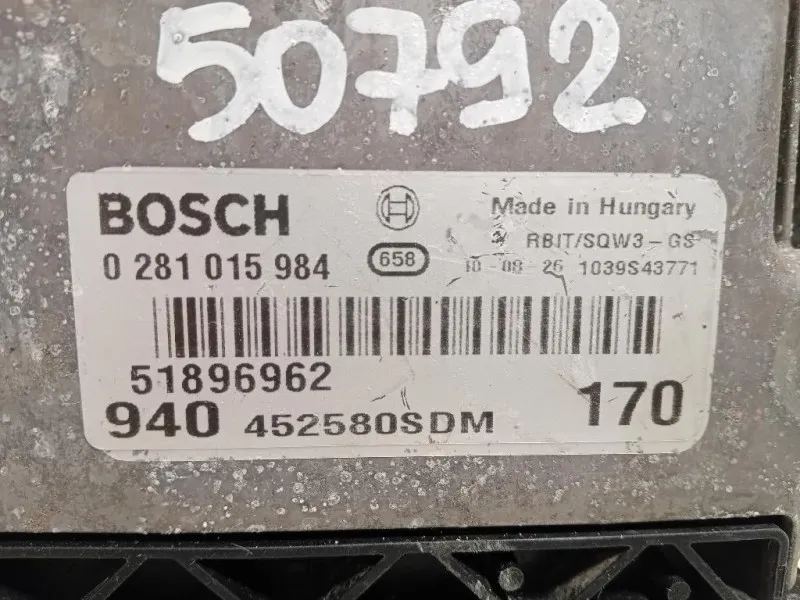 50792
BOSCH
Made in Hungary
RBIT/SQW3-GS
0 281 015 984
658
10-08-26 1039S43771
51896962
940 452580SDM
170